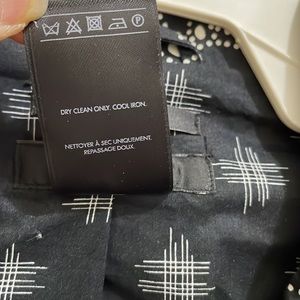 DRY CLEAN ONLY. COOL IRON.
NETTOYER À SEC UNIQUEMENT.
REPASSAGE DOUX.